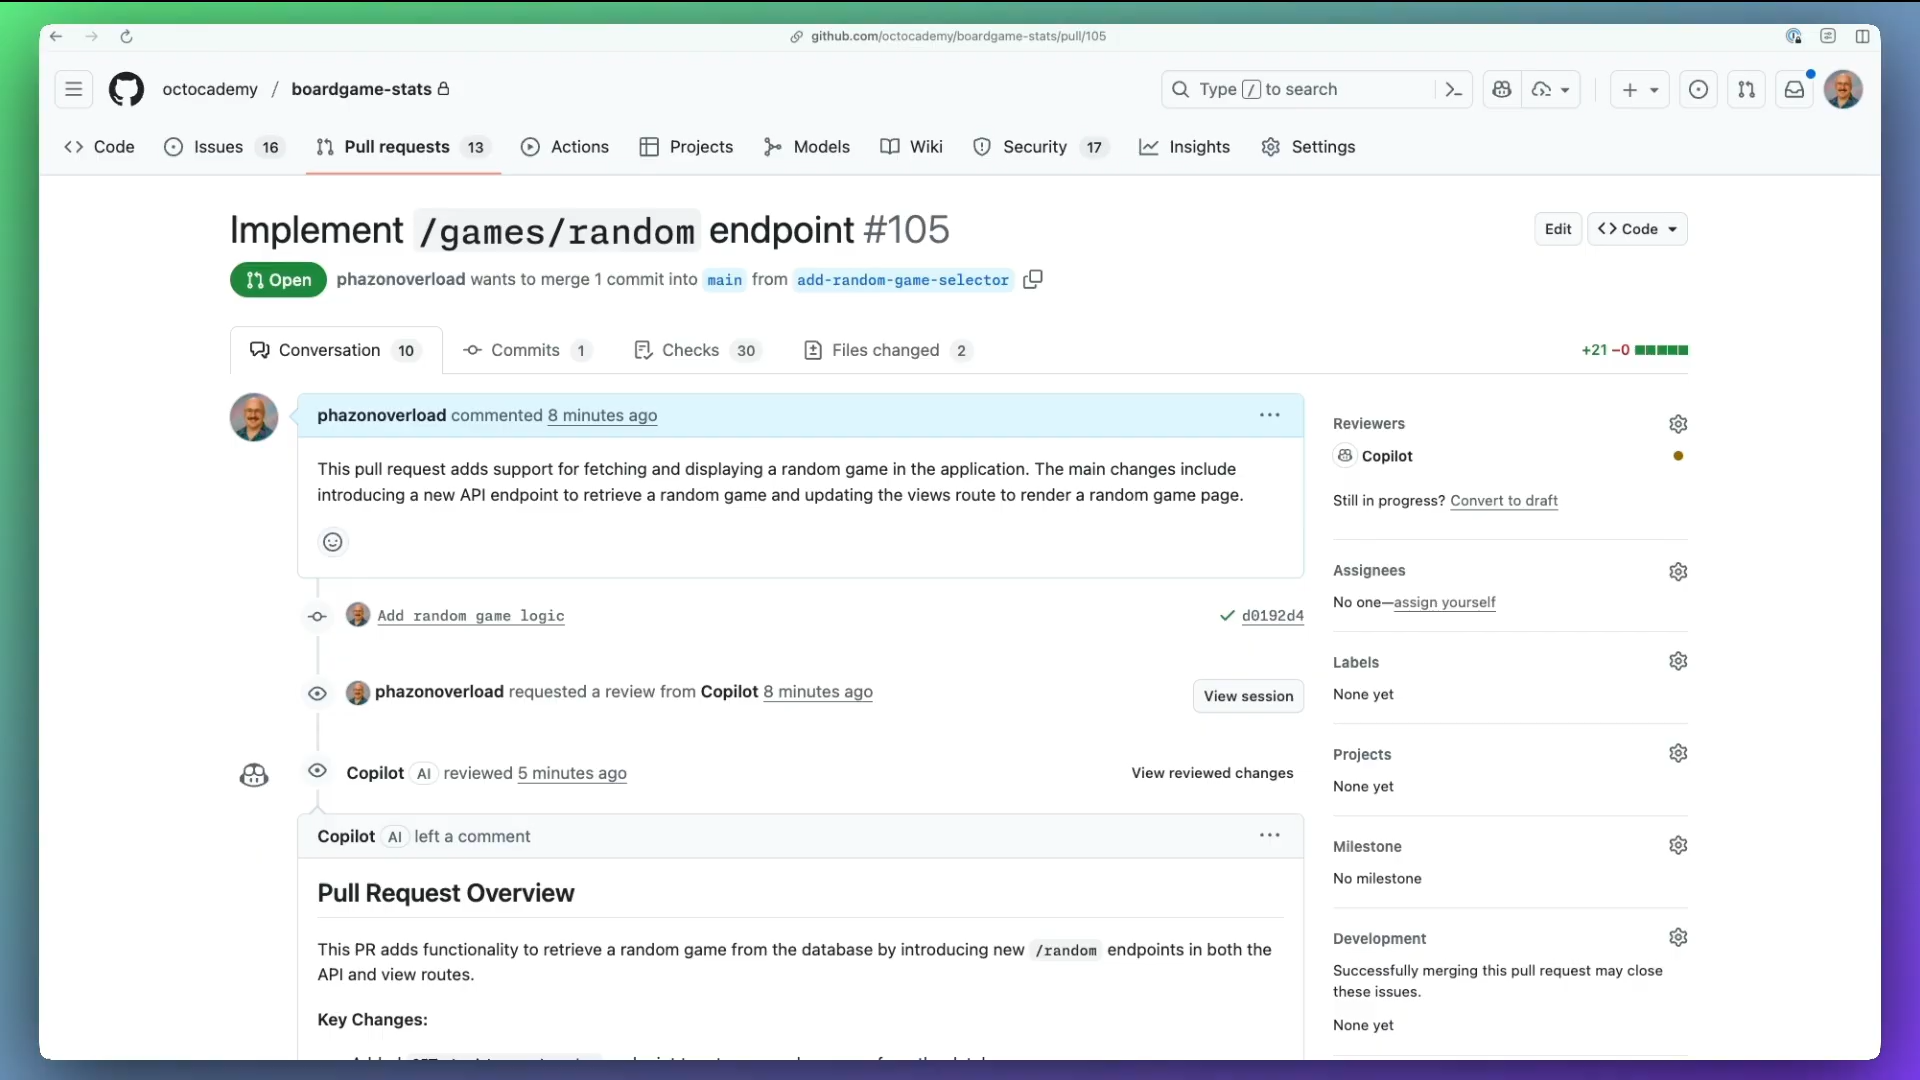 github.com/octocademy/boardgame-stats/pull/105
octocademy / boardgame-stats
Type / to search
Code Issues 16 Pull requests 13 Actions Projects Models Wiki Security 17 Insights Settings
Implement /games/random endpoint #105
Edit
Code
Open phazonoverload wants to merge 1 commit into main from add-random-game-selector
Conversation 10 Commits 1 Checks 30 Files changed 2
+21 −0
phazonoverload commented 8 minutes ago
This pull request adds support for fetching and displaying a random game in the application. The main changes include
introducing a new API endpoint to retrieve a random game and updating the views route to render a random game page.
Add random game logic d0192d4
phazonoverload requested a review from Copilot 8 minutes ago
View session
Copilot AI reviewed 5 minutes ago
View reviewed changes
Copilot AI left a comment
Pull Request Overview
This PR adds functionality to retrieve a random game from the database by introducing new /random endpoints in both the
API and view routes.
Key Changes:
Reviewers
Copilot
Still in progress? Convert to draft
Assignees
No one—assign yourself
Labels
None yet
Projects
None yet
Milestone
No milestone
Development
Successfully merging this pull request may close
these issues.
None yet